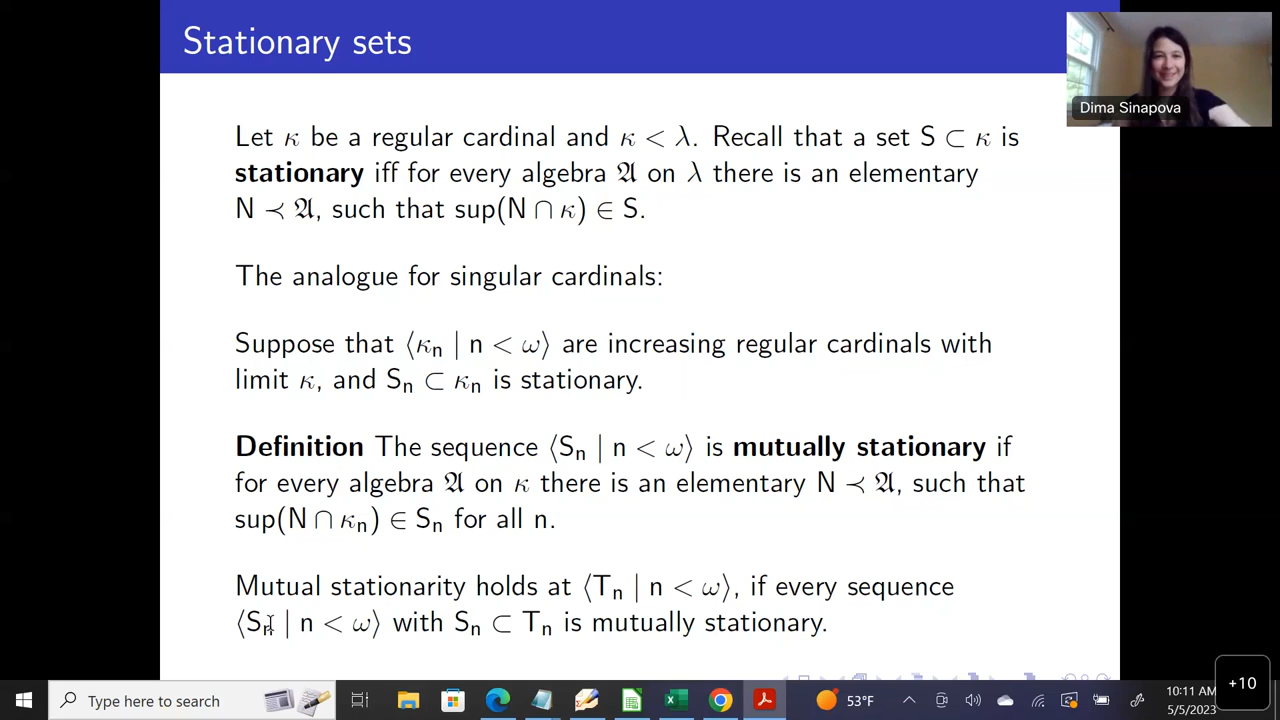 Stationary sets
Dima Sinapova
Let κ be a regular cardinal and κ < λ. Recall that a set S ⊂ κ is
stationary iff for every algebra 𝔄 on λ there is an elementary
N ≺ 𝔄, such that sup(N ∩ κ) ∈ S.
The analogue for singular cardinals:
Suppose that ⟨κₙ | n < ω⟩ are increasing regular cardinals with
limit κ, and Sₙ ⊂ κₙ is stationary.
Definition The sequence ⟨Sₙ | n < ω⟩ is mutually stationary if
for every algebra 𝔄 on κ there is an elementary N ≺ 𝔄, such that
sup(N ∩ κₙ) ∈ Sₙ for all n.
Mutual stationarity holds at ⟨Tₙ | n < ω⟩, if every sequence
⟨Sₙ | n < ω⟩ with Sₙ ⊂ Tₙ is mutually stationary.
+10
Type here to search
53°F
10:11 AM
5/5/2023